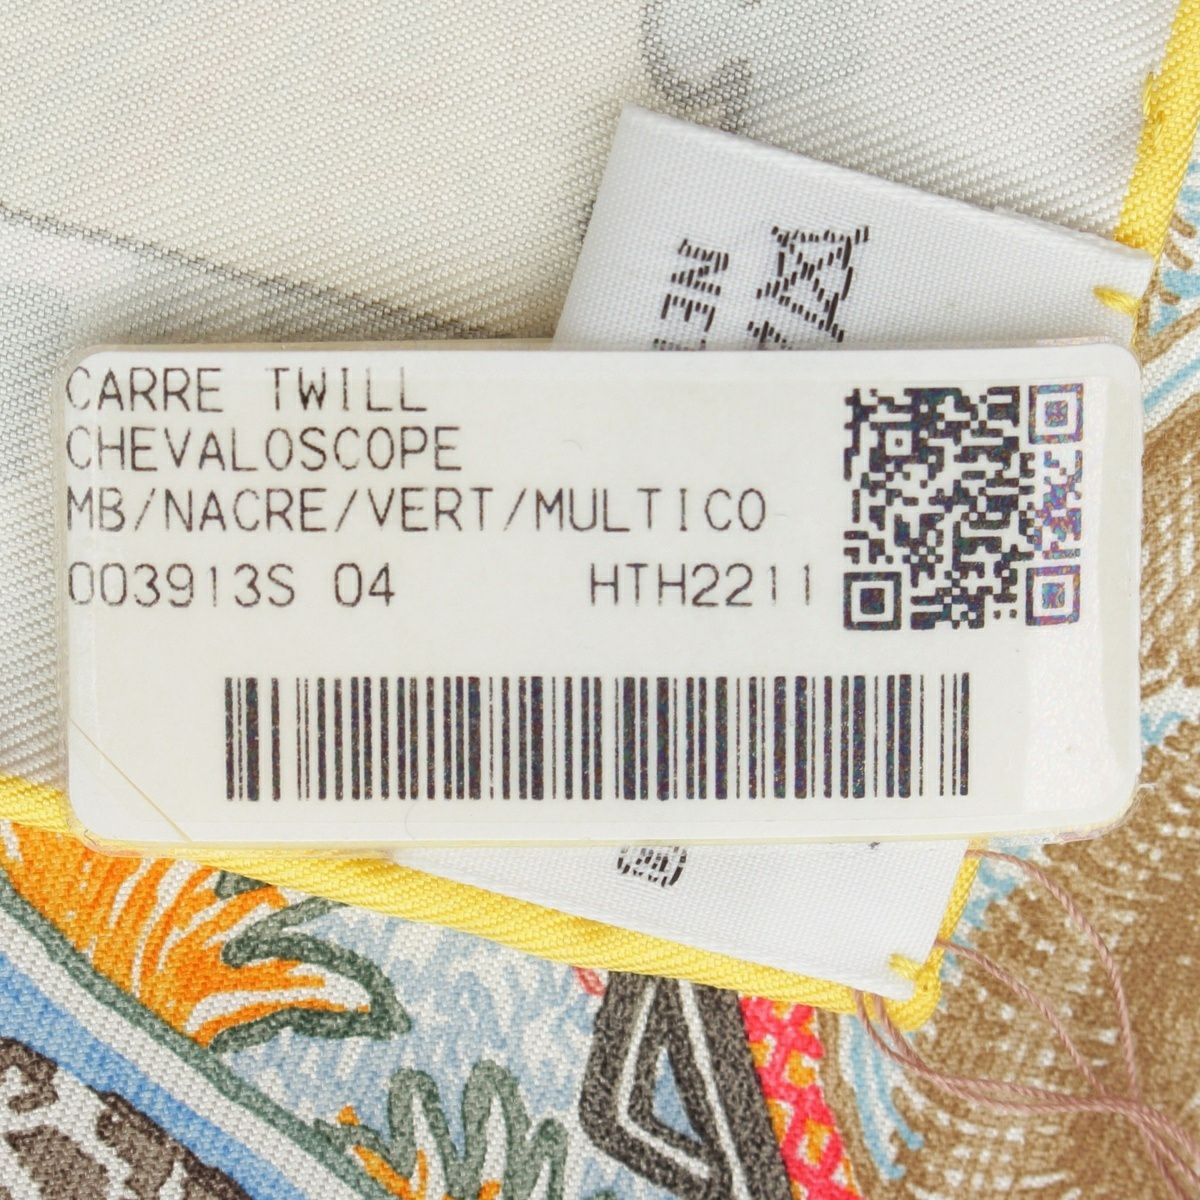 CARRE TWILL
CHEVALOSCOPE
MB/NACRE/VERT/MULTICO
003913S 04 HTH2211